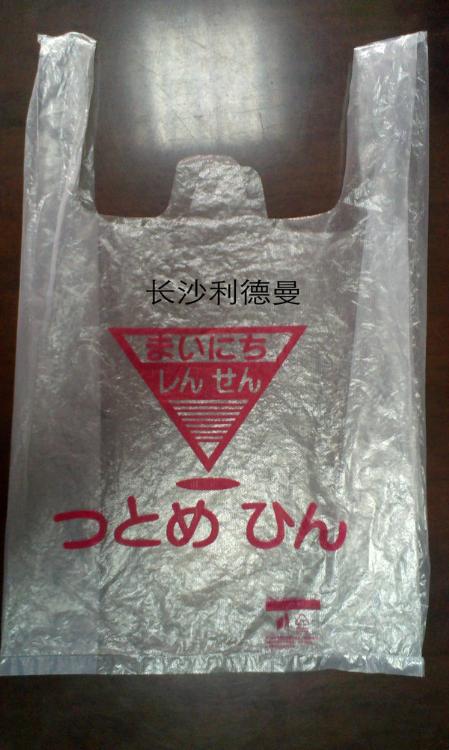 长沙利德曼
まいにち
しん せん
つとめ ひん